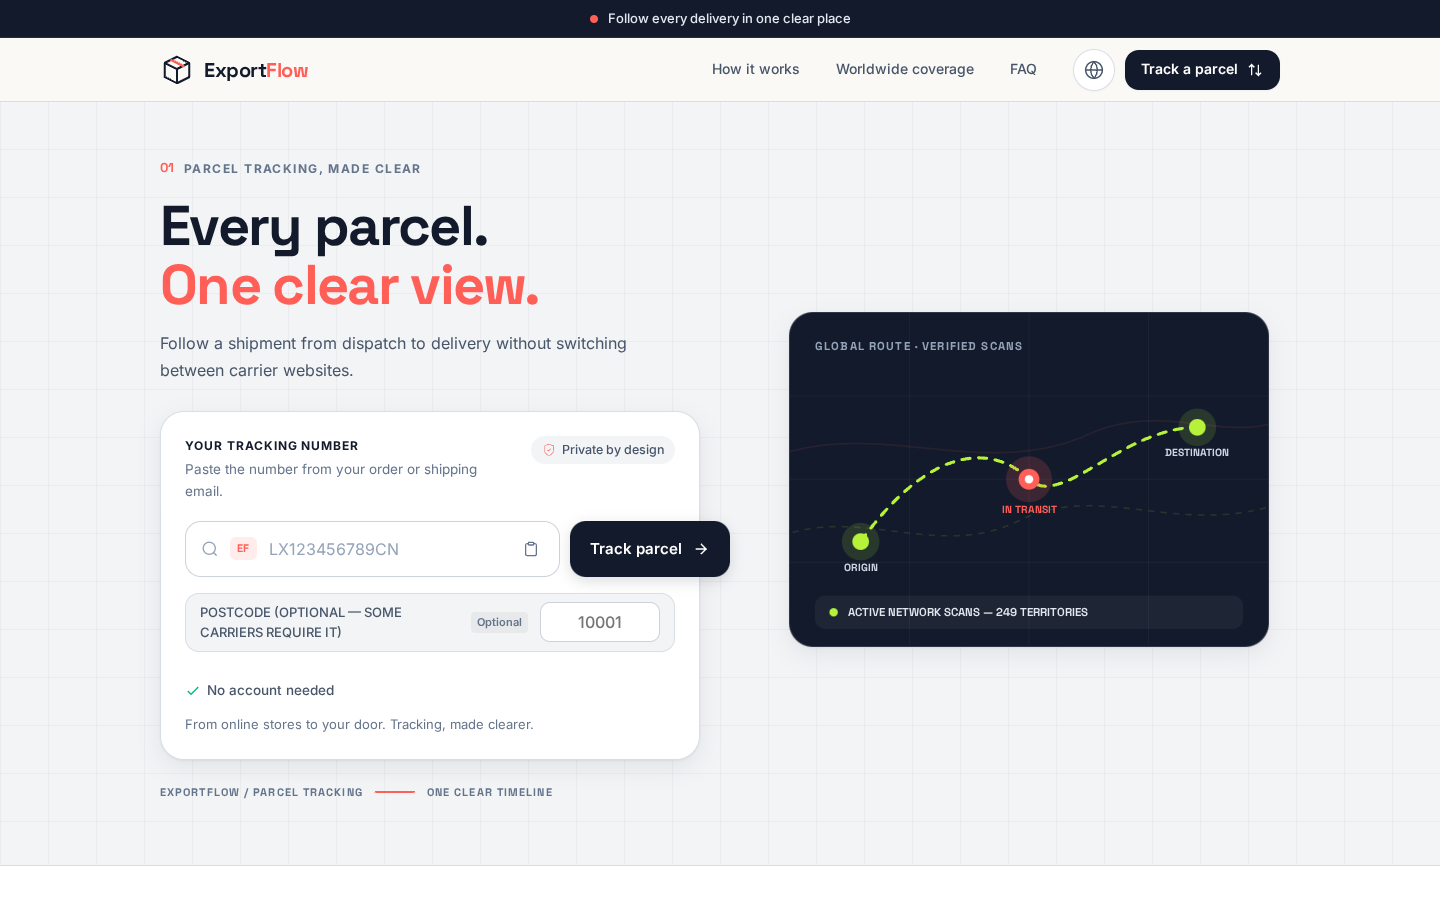 Follow every delivery in one clear place
ExportFlow
How it works
Worldwide coverage
FAQ
Track a parcel
01 PARCEL TRACKING, MADE CLEAR
Every parcel.
One clear view.
Follow a shipment from dispatch to delivery without switching
between carrier websites.
YOUR TRACKING NUMBER
Private by design
Paste the number from your order or shipping
email.
EF
LX123456789CN
Track parcel
POSTCODE (OPTIONAL — SOME
CARRIERS REQUIRE IT)
Optional
10001
No account needed
From online stores to your door. Tracking, made clearer.
EXPORTFLOW / PARCEL TRACKING
ONE CLEAR TIMELINE
GLOBAL ROUTE · VERIFIED SCANS
DESTINATION
IN TRANSIT
ORIGIN
ACTIVE NETWORK SCANS — 249 TERRITORIES